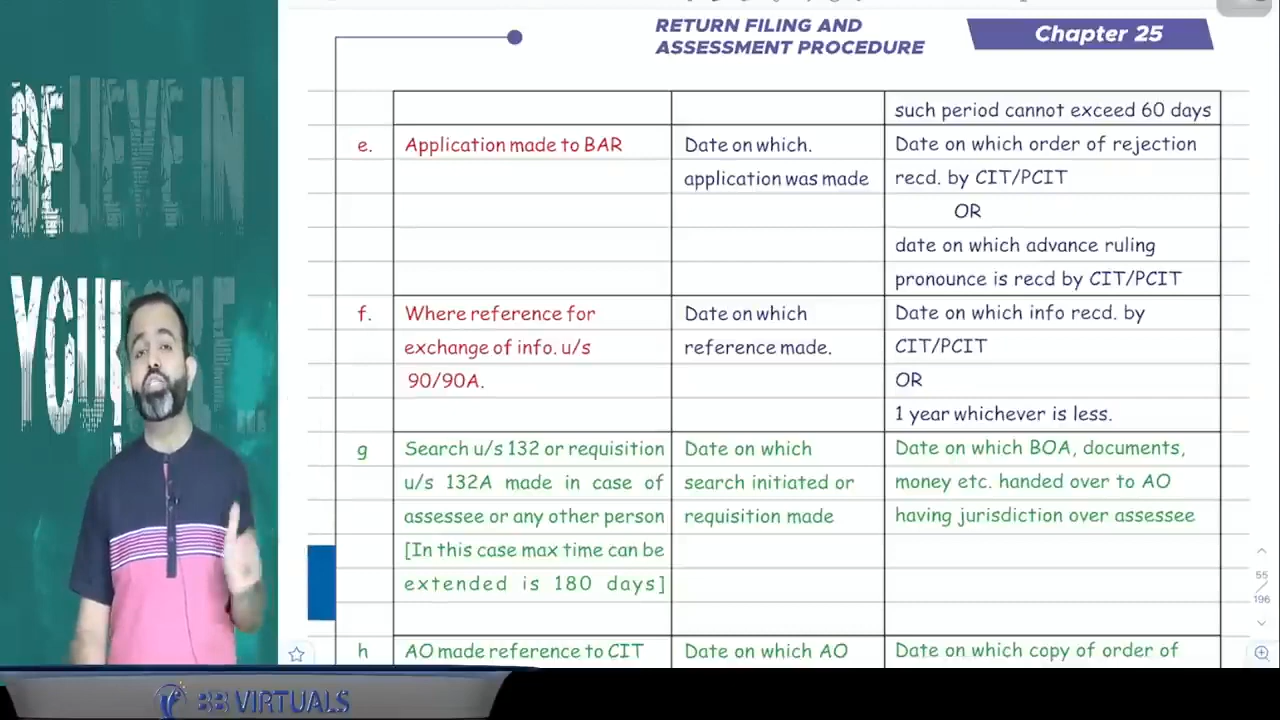 RETURN FILING AND
ASSESSMENT PROCEDURE
Chapter 25
such period cannot exceed 60 days
e. Application made to BAR
Date on which.
application was made
Date on which order of rejection
recd. by CIT/PCIT
OR
date on which advance ruling
pronounce is recd by CIT/PCIT
f. Where reference for
exchange of info. u/s
90/90A.
Date on which
reference made.
Date on which info recd. by
CIT/PCIT
OR
1 year whichever is less.
g Search u/s 132 or requisition
u/s 132A made in case of
assessee or any other person
[In this case max time can be
extended is 180 days]
Date on which
search initiated or
requisition made
Date on which BOA, documents,
money etc. handed over to AO
having jurisdiction over assessee
h AO made reference to CIT
Date on which AO
Date on which copy of order of
55
196
BELIEVE IN
BB VIRTUALS